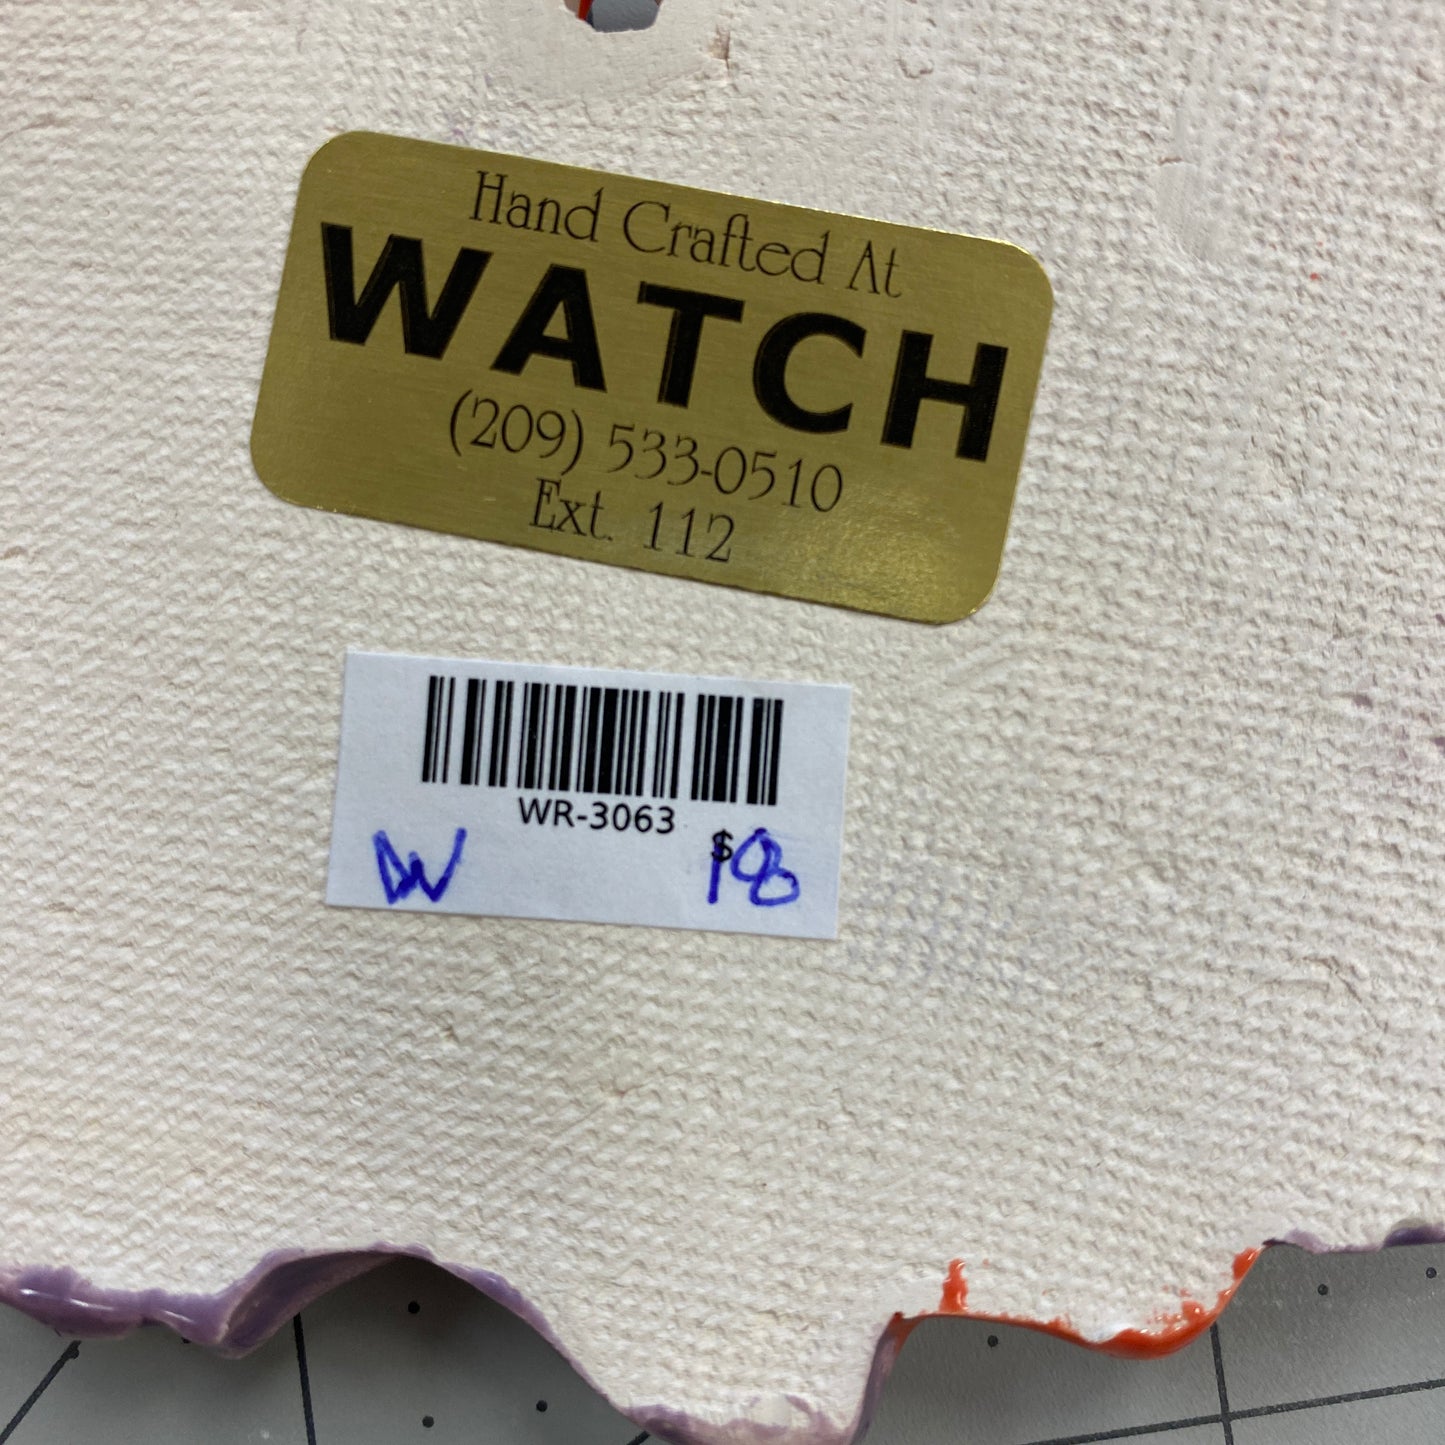 Hand Crafted At
WATCH
(209) 533-0510
Ext. 112
WR-3063
W $18